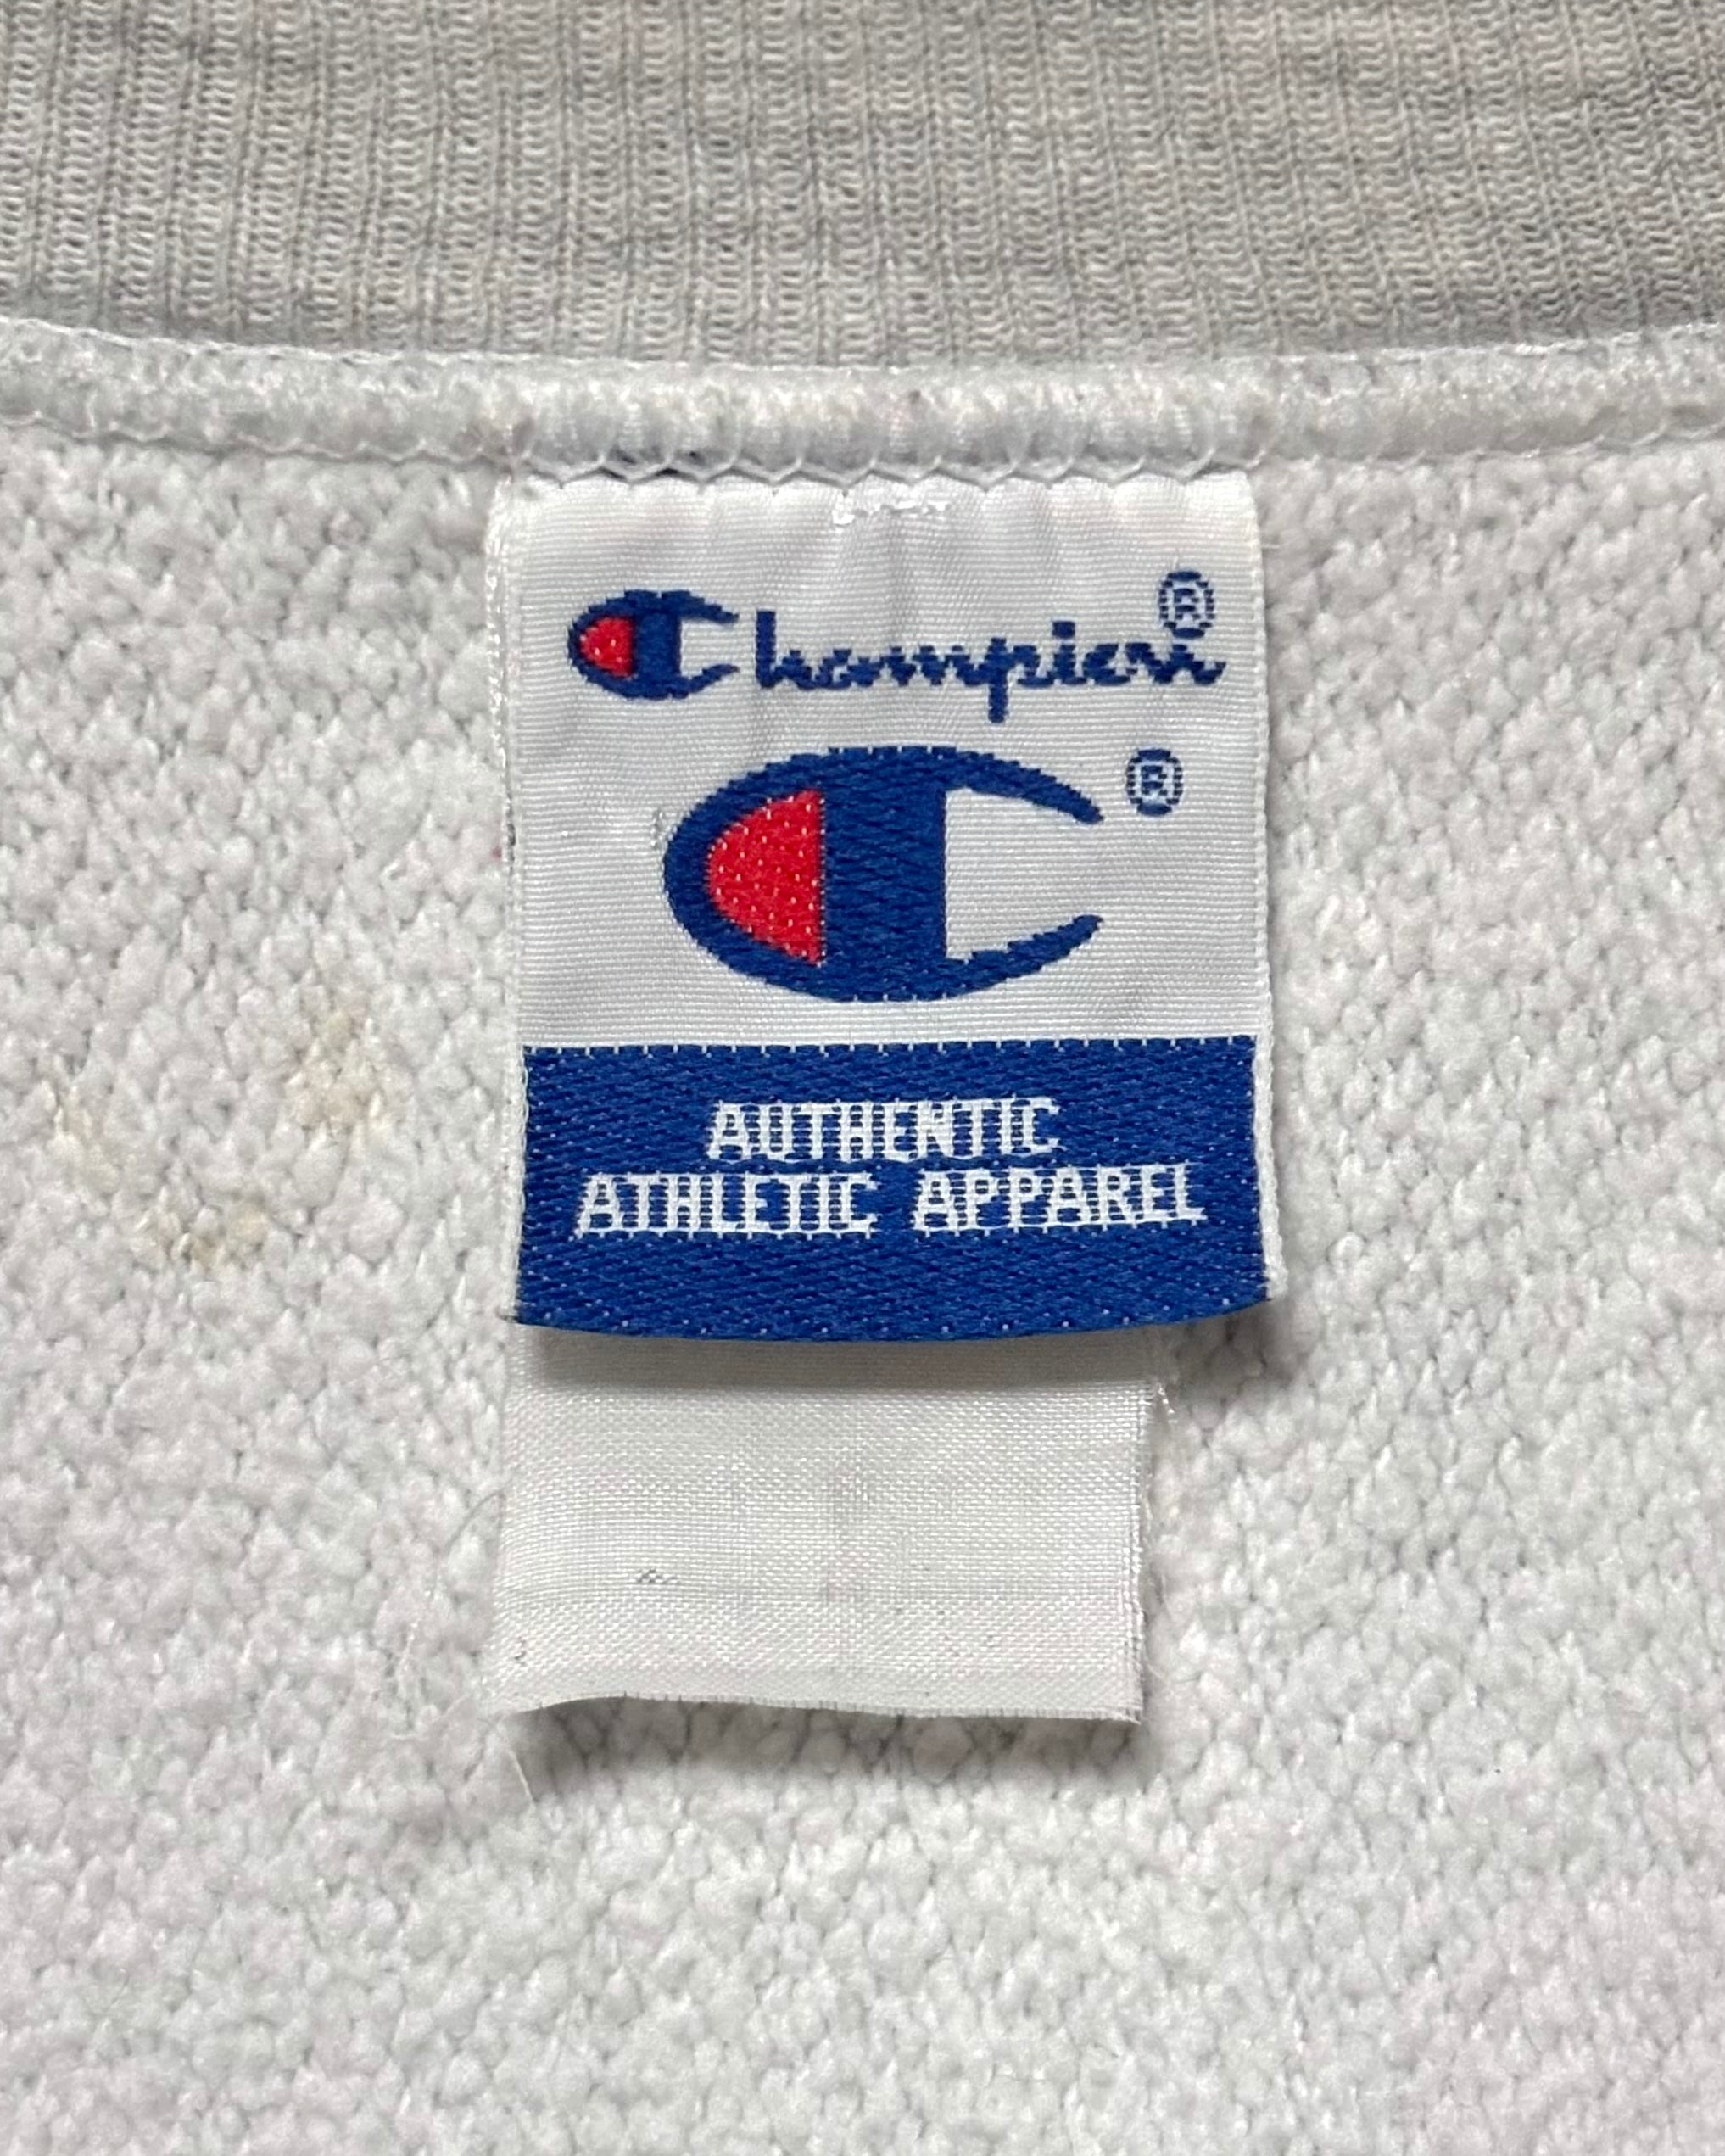 Champion®
C®
AUTHENTIC
ATHLETIC APPAREL